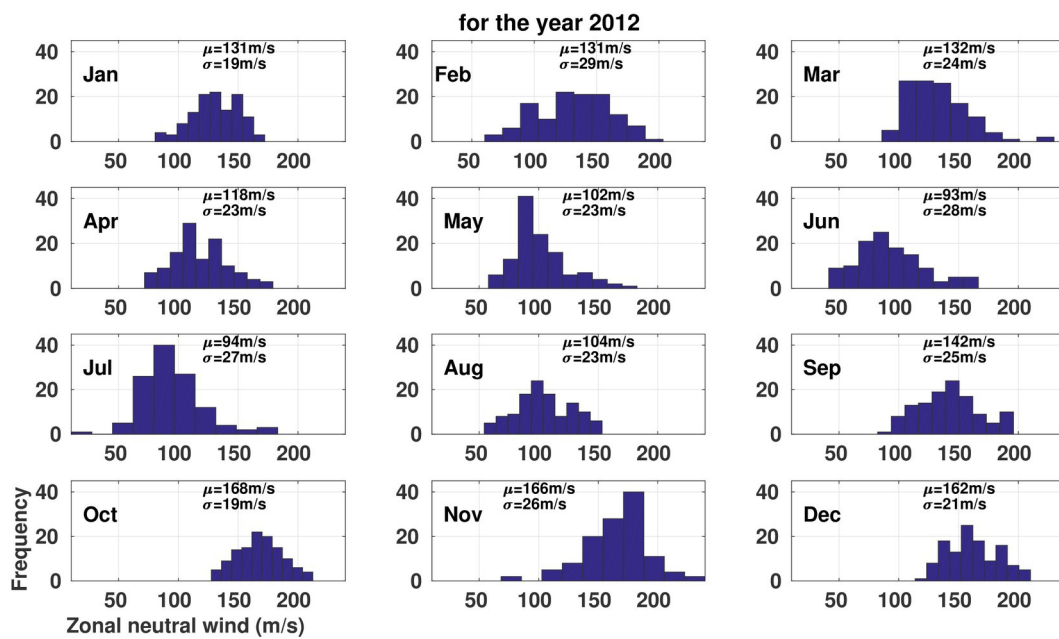 for the year 2012
μ=131m/s
σ=19m/s
Jan
40
20
0
50 100 150 200
μ=131m/s
σ=29m/s
Feb
40
20
0
50 100 150 200
μ=132m/s
σ=24m/s
Mar
40
20
0
50 100 150 200
μ=118m/s
σ=23m/s
Apr
40
20
0
50 100 150 200
μ=102m/s
σ=23m/s
May
40
20
0
50 100 150 200
μ=93m/s
σ=28m/s
Jun
40
20
0
50 100 150 200
μ=94m/s
σ=27m/s
Jul
40
20
0
50 100 150 200
μ=104m/s
σ=23m/s
Aug
40
20
0
50 100 150 200
μ=142m/s
σ=25m/s
Sep
40
20
0
50 100 150 200
μ=168m/s
σ=19m/s
Oct
Frequency
40
20
0
50 100 150 200
Zonal neutral wind (m/s)
μ=166m/s
σ=26m/s
Nov
40
20
0
50 100 150 200
μ=162m/s
σ=21m/s
Dec
40
20
0
50 100 150 200